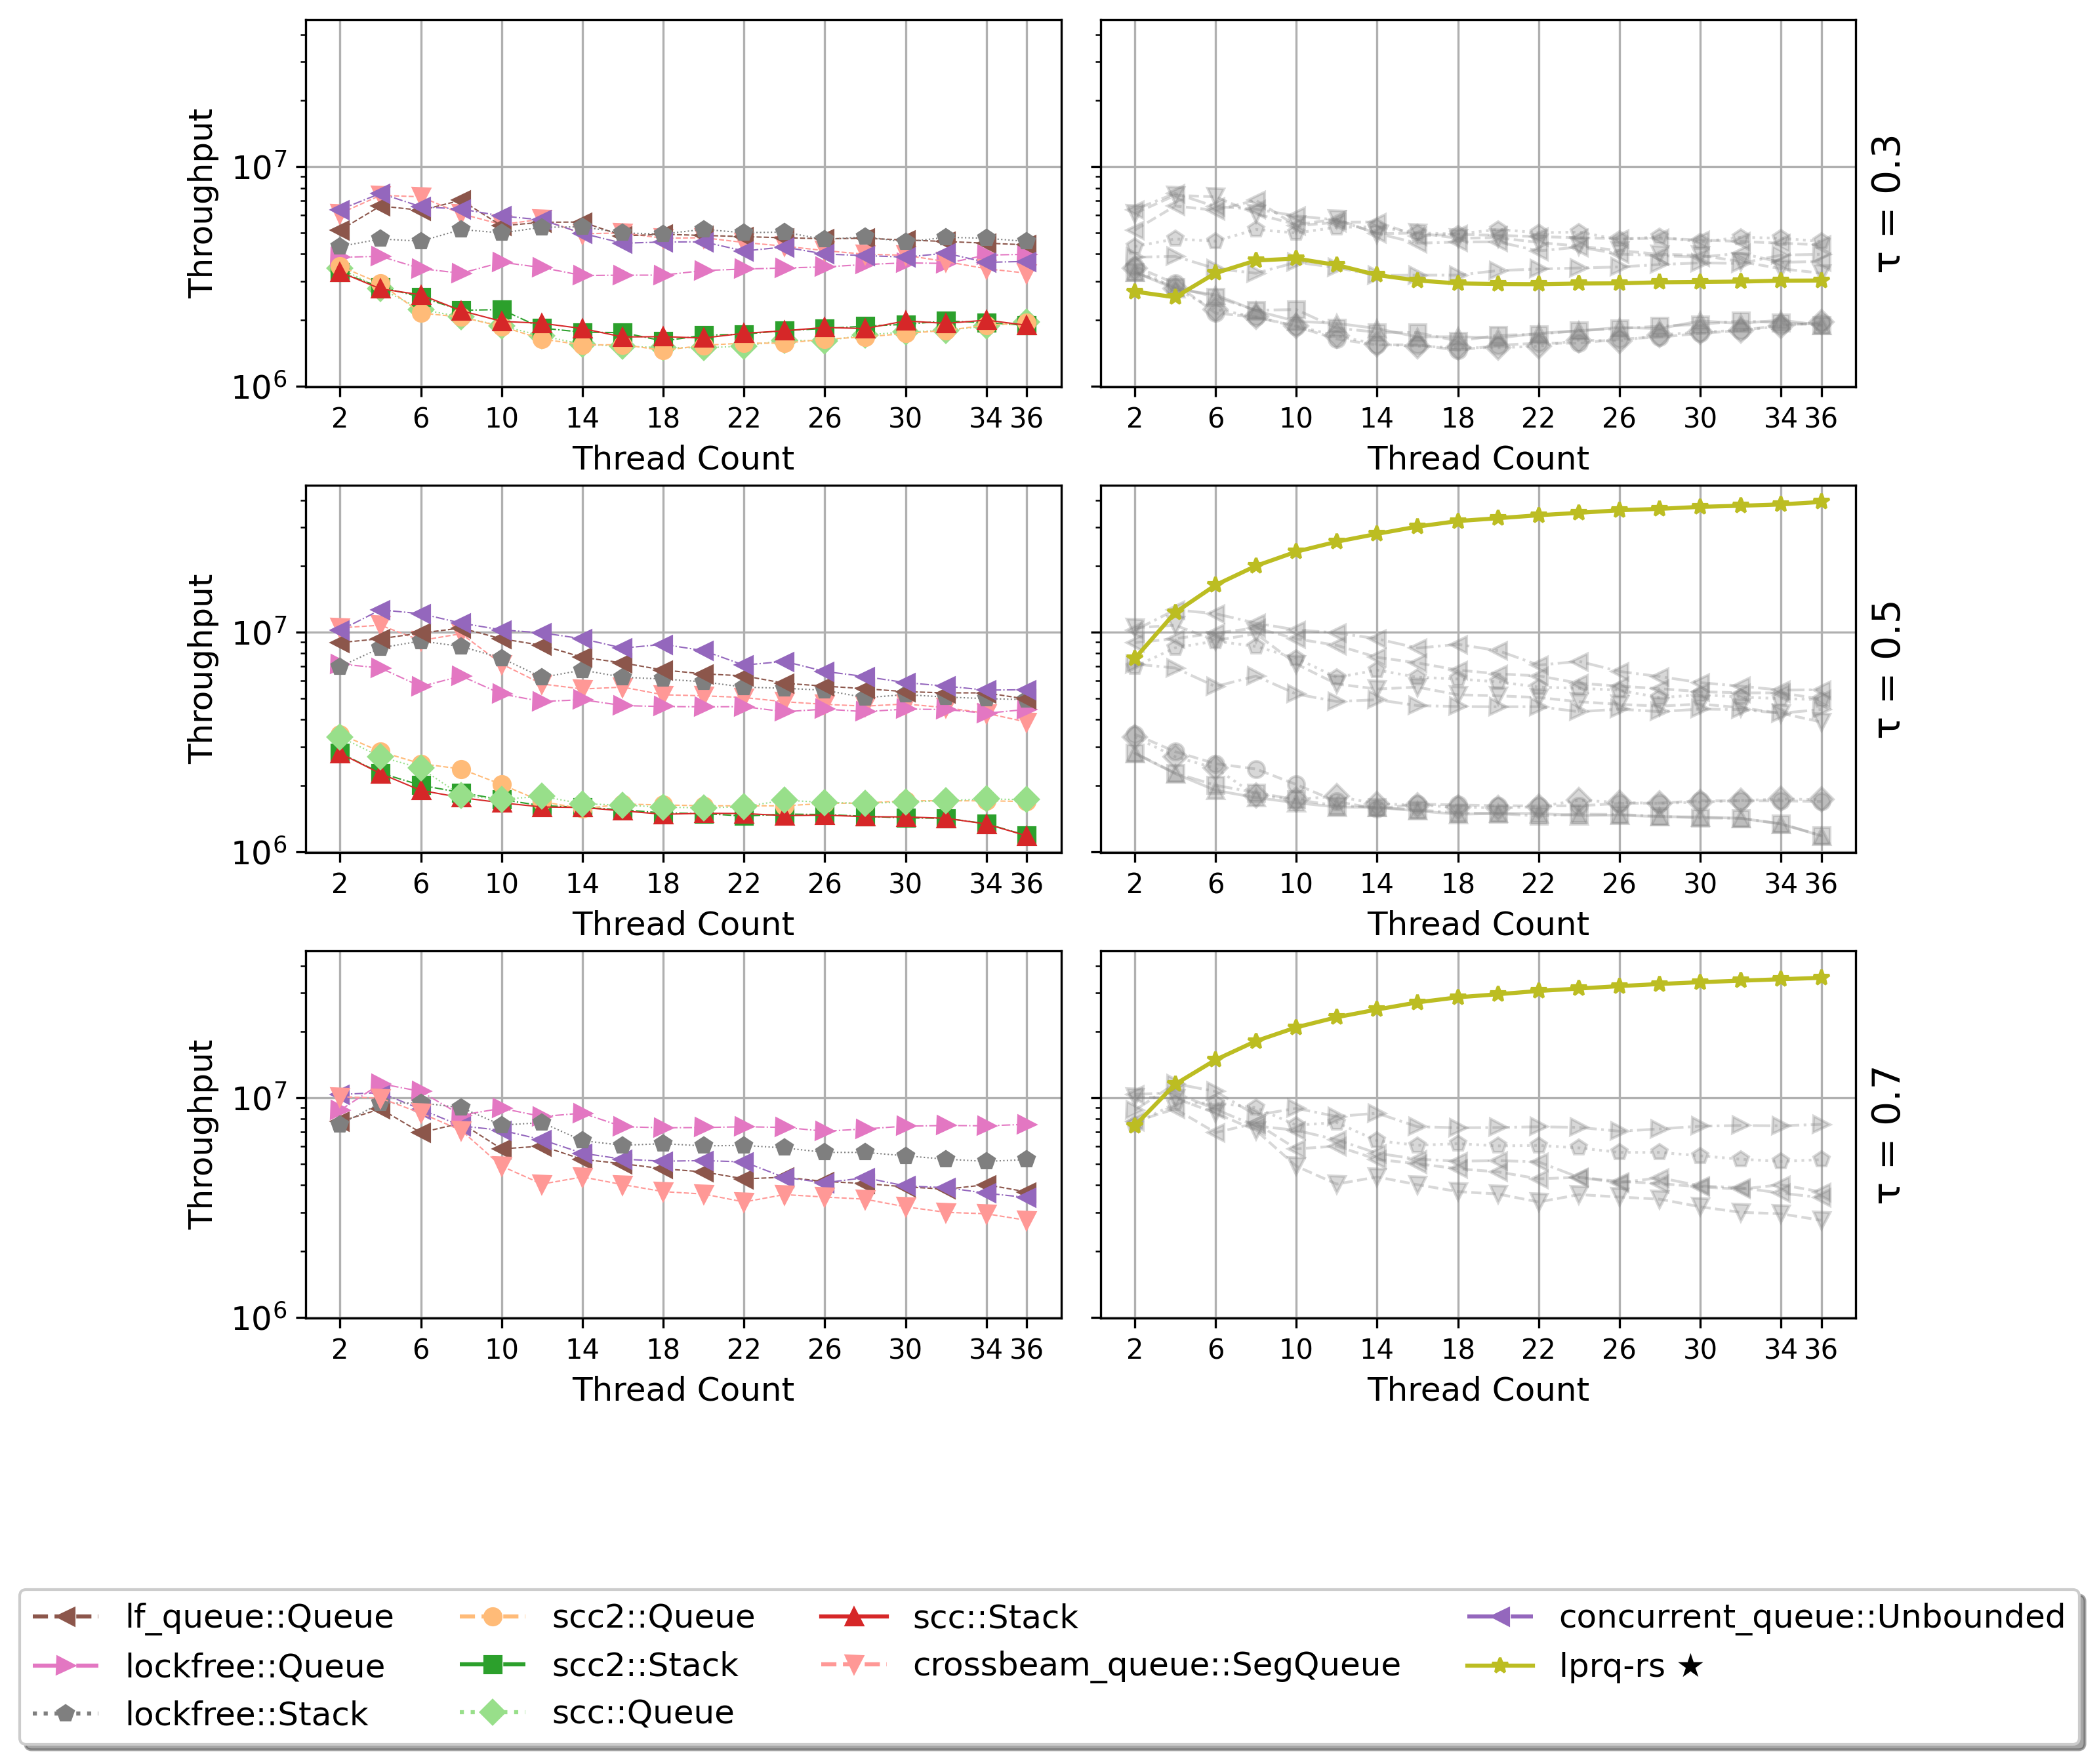 Throughput
10^7
10^6
2 6 10 14 18 22 26 30 34 36
Thread Count
2 6 10 14 18 22 26 30 34 36
Thread Count
τ = 0.3
Throughput
10^7
10^6
2 6 10 14 18 22 26 30 34 36
Thread Count
2 6 10 14 18 22 26 30 34 36
Thread Count
τ = 0.5
Throughput
10^7
10^6
2 6 10 14 18 22 26 30 34 36
Thread Count
2 6 10 14 18 22 26 30 34 36
Thread Count
τ = 0.7
lf_queue::Queue
lockfree::Queue
lockfree::Stack
scc2::Queue
scc2::Stack
scc::Queue
scc::Stack
crossbeam_queue::SegQueue
concurrent_queue::Unbounded
lprq-rs ★